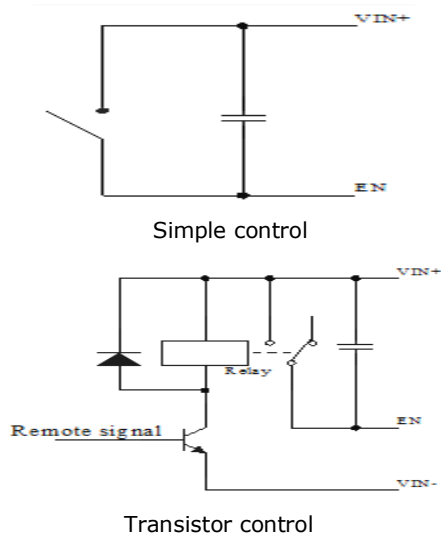 VIN+
EN
Simple control
VIN+
Relay
EN
Remote signal
VIN-
Transistor control